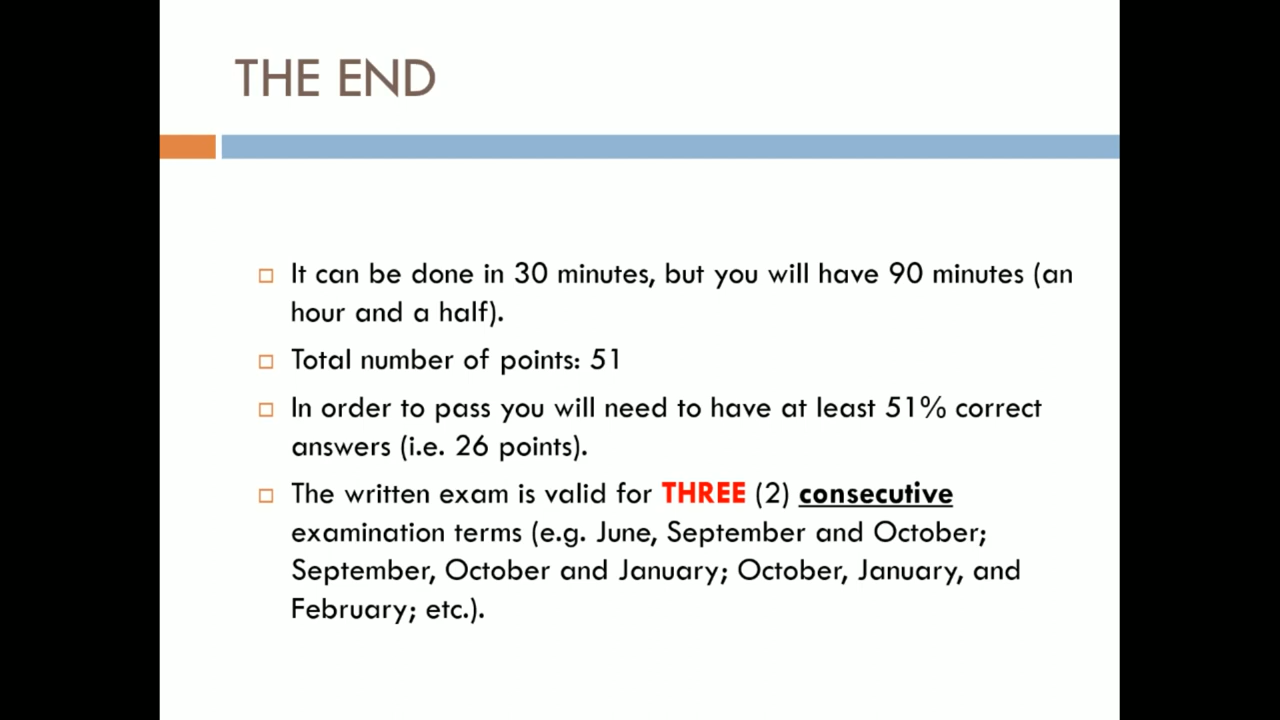 THE END
It can be done in 30 minutes, but you will have 90 minutes (an
hour and a half).
Total number of points: 51
In order to pass you will need to have at least 51% correct
answers (i.e. 26 points).
The written exam is valid for THREE (2) consecutive
examination terms (e.g. June, September and October;
September, October and January; October, January, and
February; etc.).